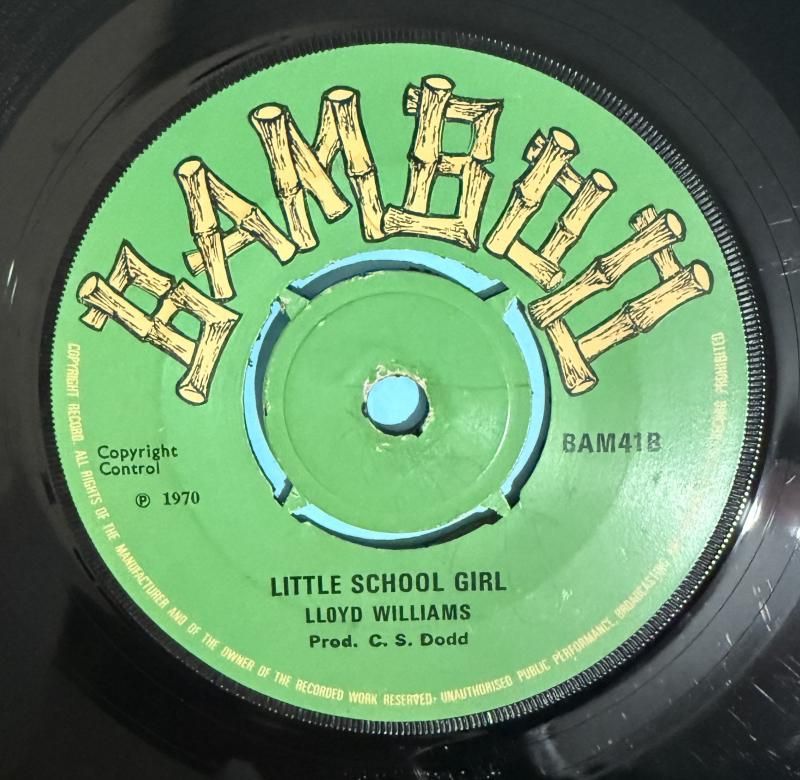 BAMBOO
Copyright
Control
℗ 1970
BAM41B
LITTLE SCHOOL GIRL
LLOYD WILLIAMS
Prod. C. S. Dodd
COPYRIGHT RECORD. ALL RIGHTS OF THE MANUFACTURER AND OF THE OWNER OF THE RECORDED WORK RESERVED. UNAUTHORISED PUBLIC PERFORMANCE, BROADCASTING PROHIBITED